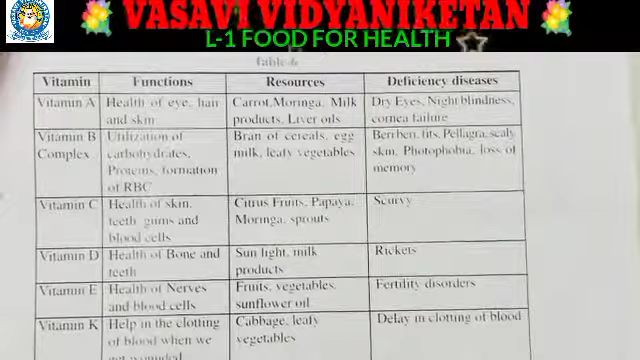 VASAVI VIDYANIKETAN
L-1 FOOD FOR HEALTH
Table-6
Vitamin Functions Resources Deficiency diseases
Vitamin A Health of eye, hair and skin Carrot,Moringa, Milk products, Liver oils Dry Eyes, Night blindness, cornea failure
Vitamin B Complex Utilization of carbohydrates, Proteins, formation of RBC Bran of cereals, egg milk, leafy vegetables Berriberi, fits, Pellagra, scaly skin, Photophobia, loss of memory
Vitamin C Health of skin, teeth gums and blood cells Citrus Fruits, Papaya, Moringa, sprouts Scurvy
Vitamin D Health of Bone and teeth Sun light, milk products Rickets
Vitamin E Health of Nerves and blood cells Fruits, vegetables, sunflower oil Fertility disorders
Vitamin K Help in the clotting of blood when we Cabbage, leafy vegetables Delay in clotting of blood